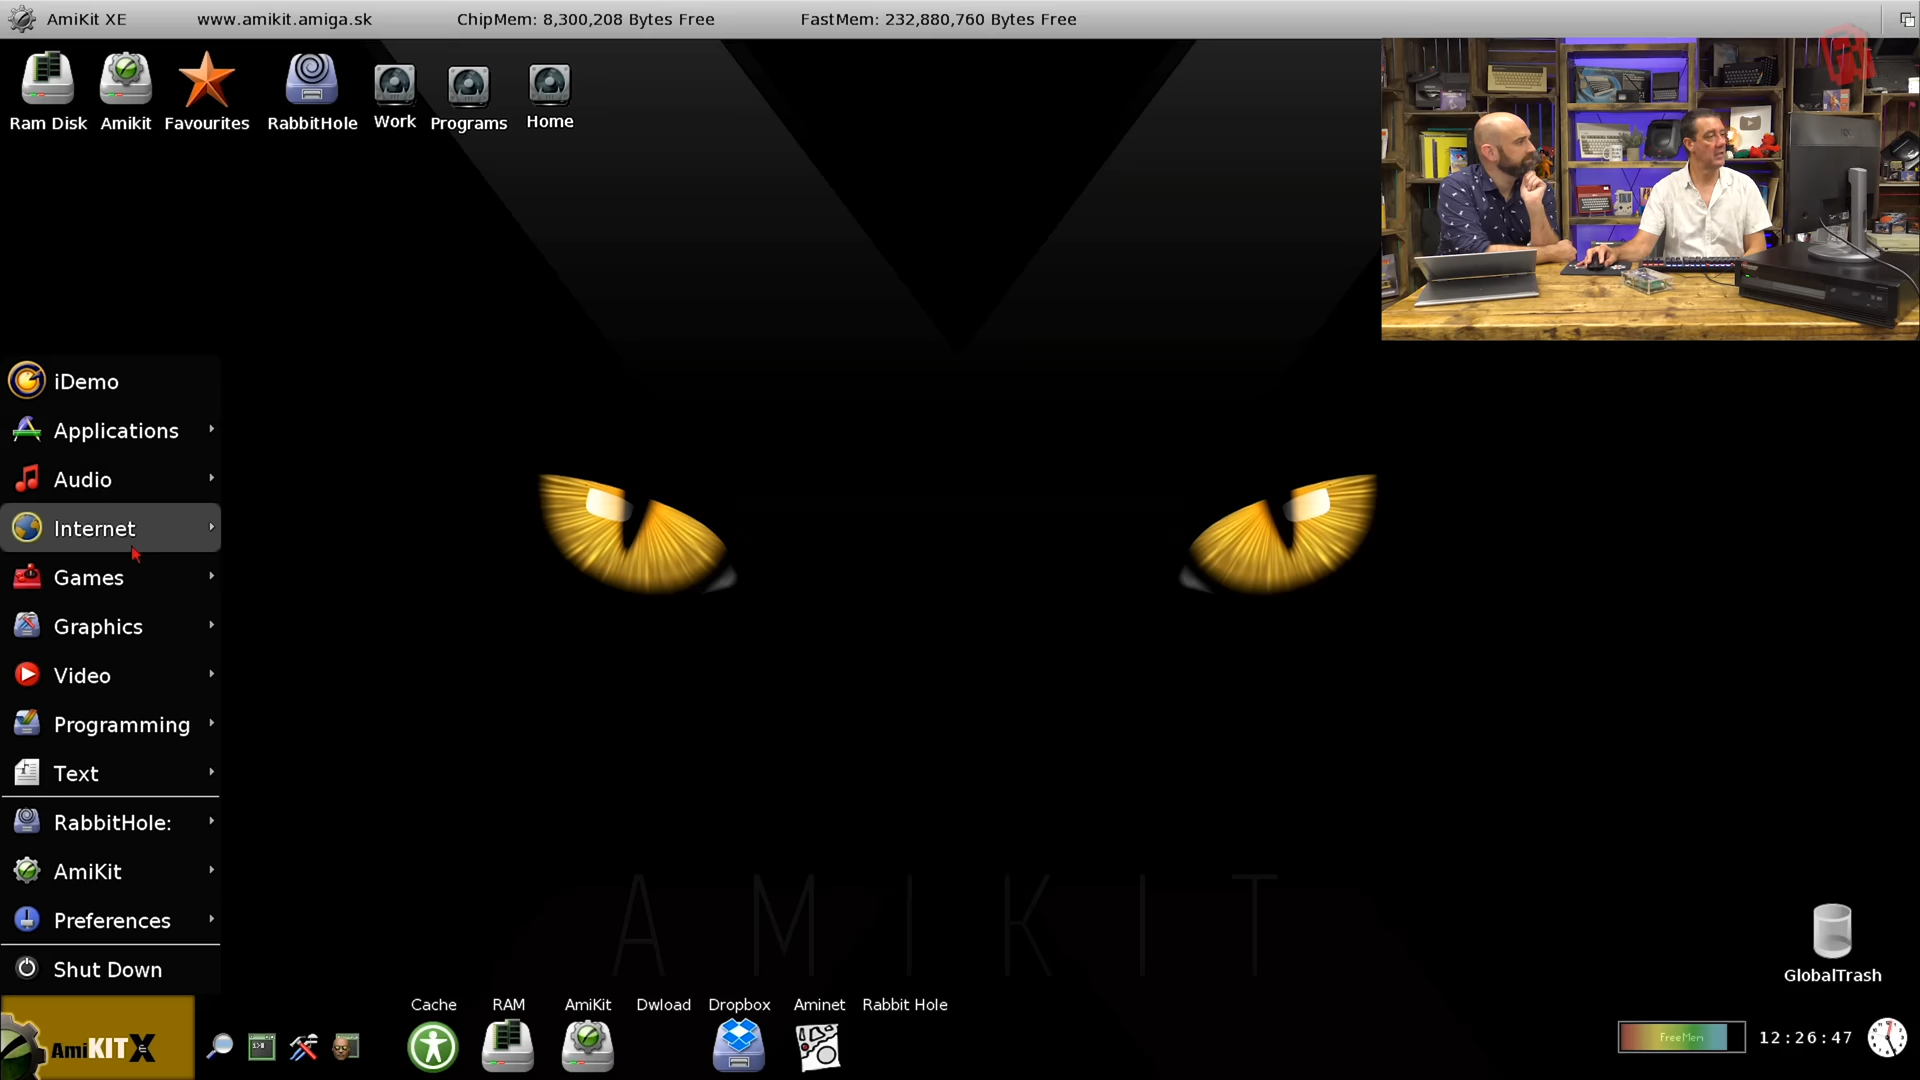 AmiKit XE www.amikit.amiga.sk ChipMem: 8,300,208 Bytes Free FastMem: 232,880,760 Bytes Free
Ram Disk Amikit Favourites RabbitHole Work Programs Home
iDemo
Applications
Audio
Internet
Games
Graphics
Video
Programming
Text
RabbitHole:
AmiKit
Preferences
Shut Down
AMIKIT
GlobalTrash
Cache RAM AmiKit Dwload Dropbox Aminet Rabbit Hole
AmiKIT X
FreeMem 12:26:47